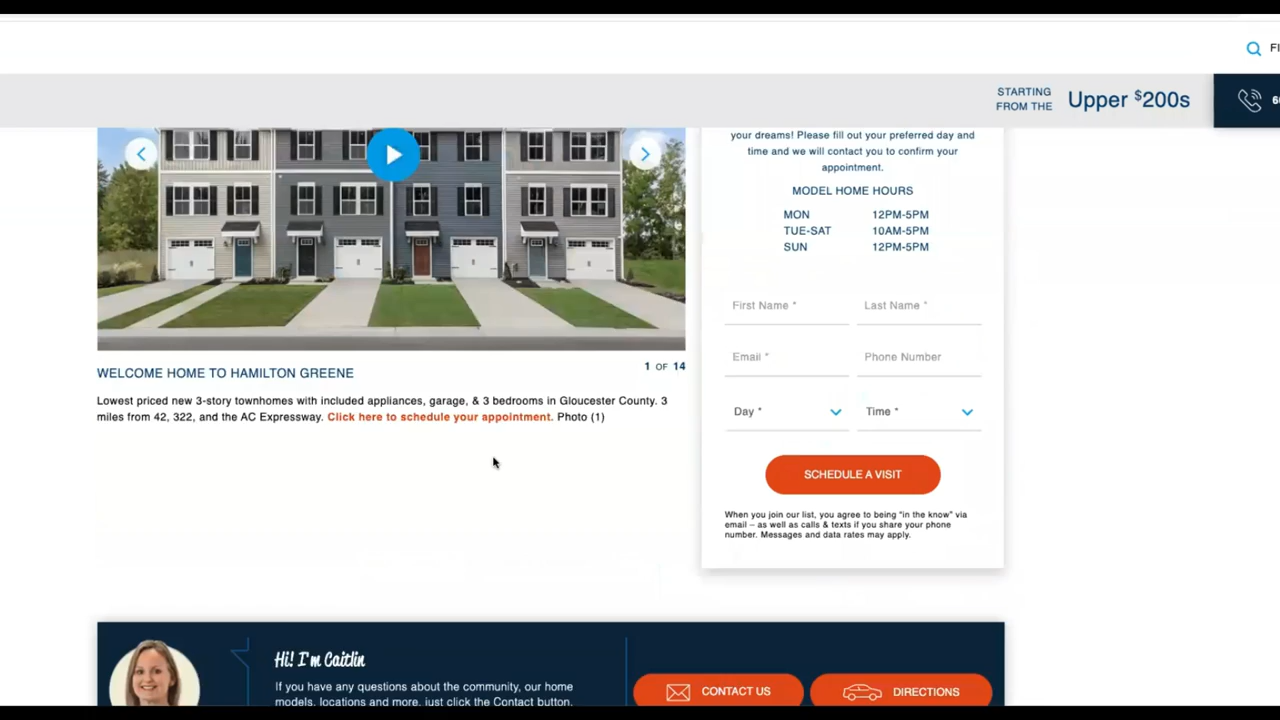 FI
STARTING
FROM THE
Upper $200s
6
your dreams! Please fill out your preferred day and
time and we will contact you to confirm your
appointment.
MODEL HOME HOURS
MON 12PM-5PM
TUE-SAT 10AM-5PM
SUN 12PM-5PM
First Name * Last Name *
Email * Phone Number
Day * Time *
SCHEDULE A VISIT
When you join our list, you agree to being "in the know" via
email – as well as calls & texts if you share your phone
number. Messages and data rates may apply.
1 OF 14
WELCOME HOME TO HAMILTON GREENE
Lowest priced new 3-story townhomes with included appliances, garage, & 3 bedrooms in Gloucester County. 3
miles from 42, 322, and the AC Expressway. Click here to schedule your appointment. Photo (1)
Hi! I'm Caitlin
If you have any questions about the community, our home
models, locations and more, just click the Contact button.
CONTACT US
DIRECTIONS